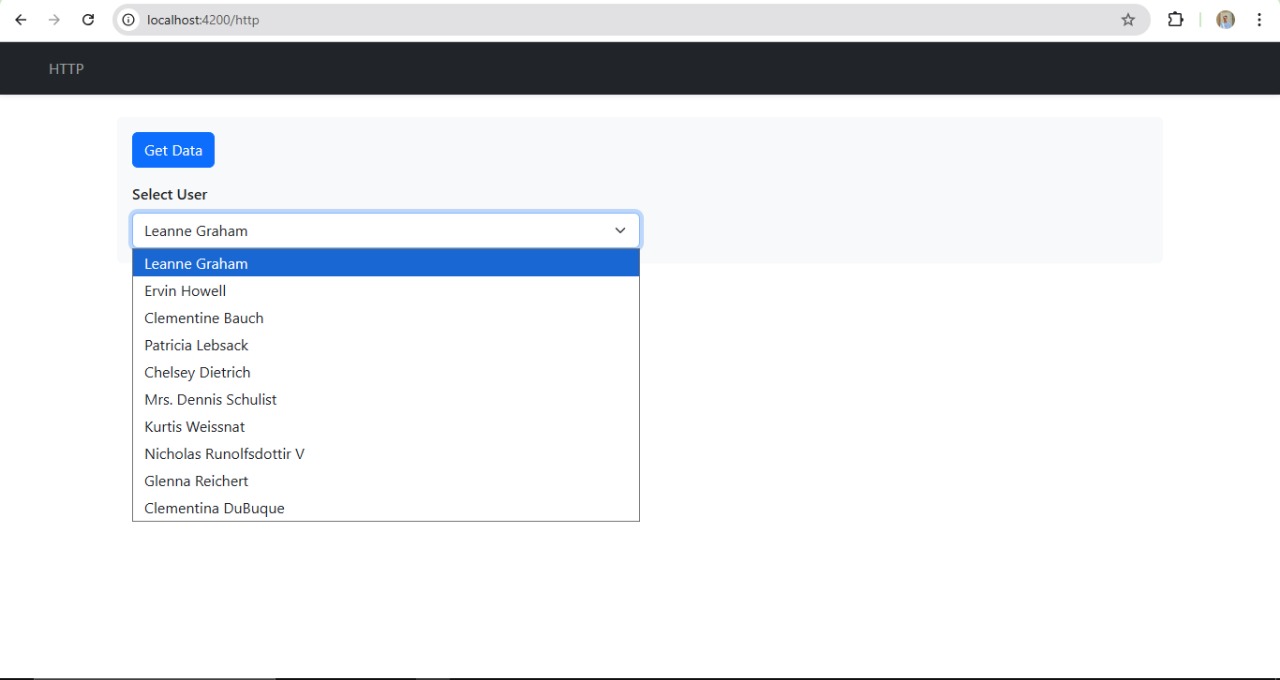 localhost:4200/http
HTTP
Get Data
Select User
Leanne Graham
Leanne Graham
Ervin Howell
Clementine Bauch
Patricia Lebsack
Chelsey Dietrich
Mrs. Dennis Schulist
Kurtis Weissnat
Nicholas Runolfsdottir V
Glenna Reichert
Clementina DuBuque